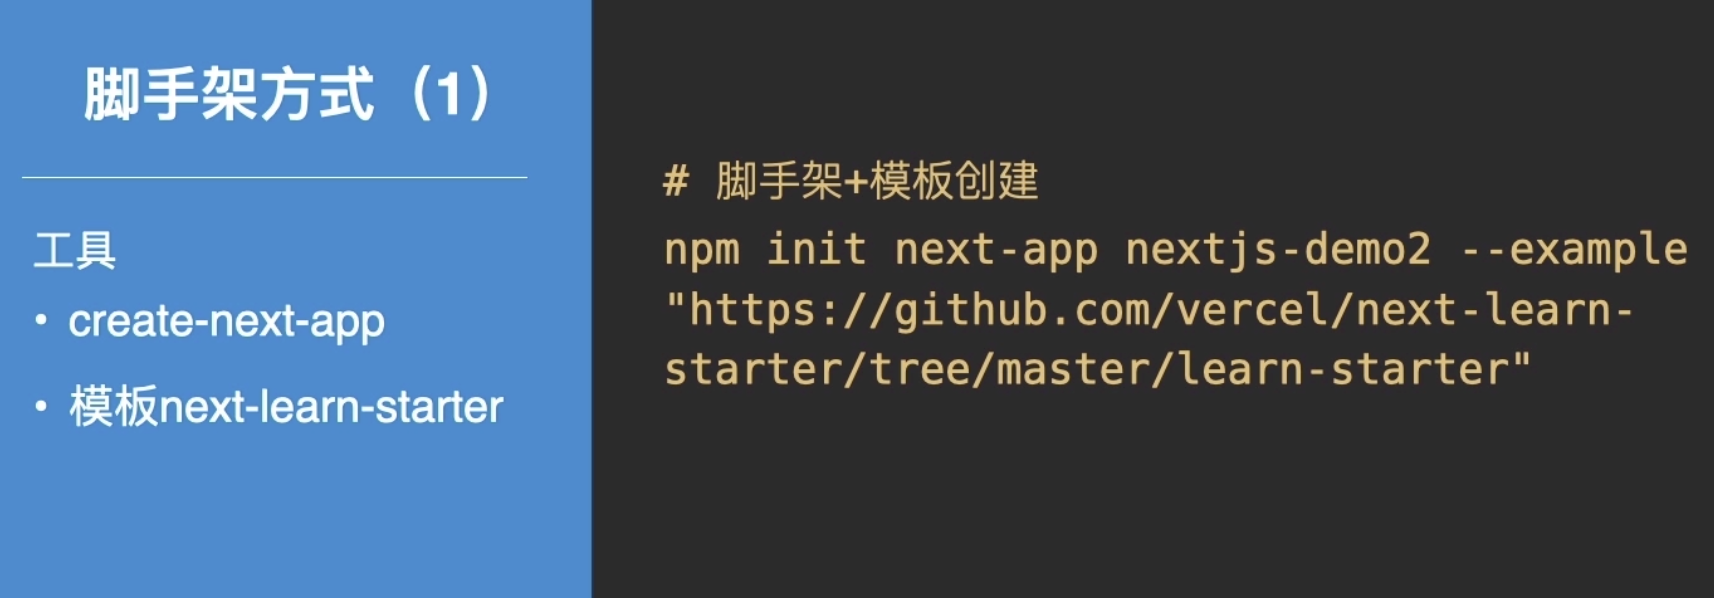 脚手架方式（1）
工具
• create-next-app
• 模板next-learn-starter
# 脚手架+模板创建
npm init next-app nextjs-demo2 --example
"https://github.com/vercel/next-learn-
starter/tree/master/learn-starter"